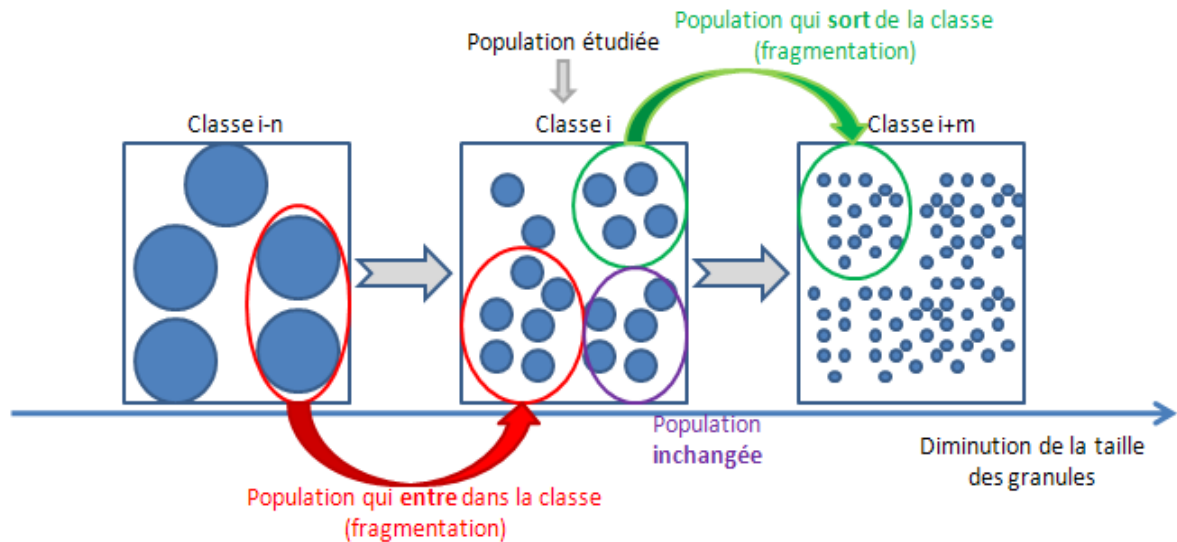 Population qui sort de la classe
(fragmentation)
Population étudiée
Classe i-n
Classe i
Classe i+m
Population
inchangée
Diminution de la taille
des granules
Population qui entre dans la classe
(fragmentation)